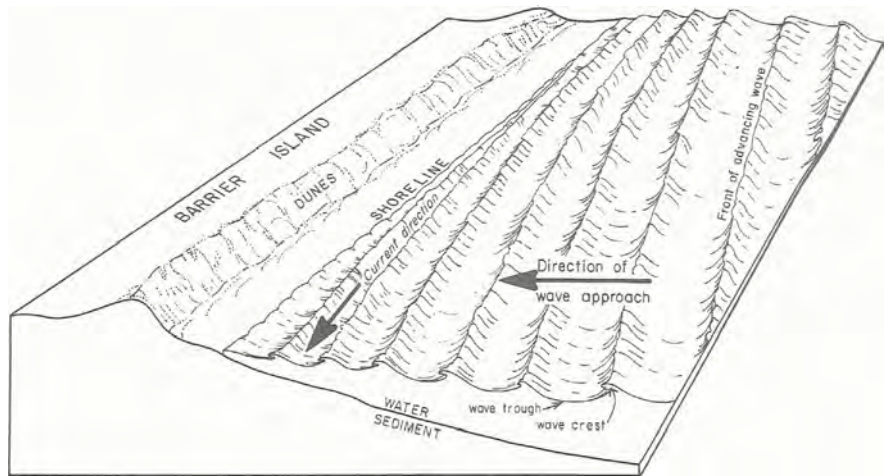 BARRIER ISLAND
DUNES
SHORE LINE
Current direction
Front of advancing wave
Direction of
wave approach
wave trough
wave crest
WATER
SEDIMENT